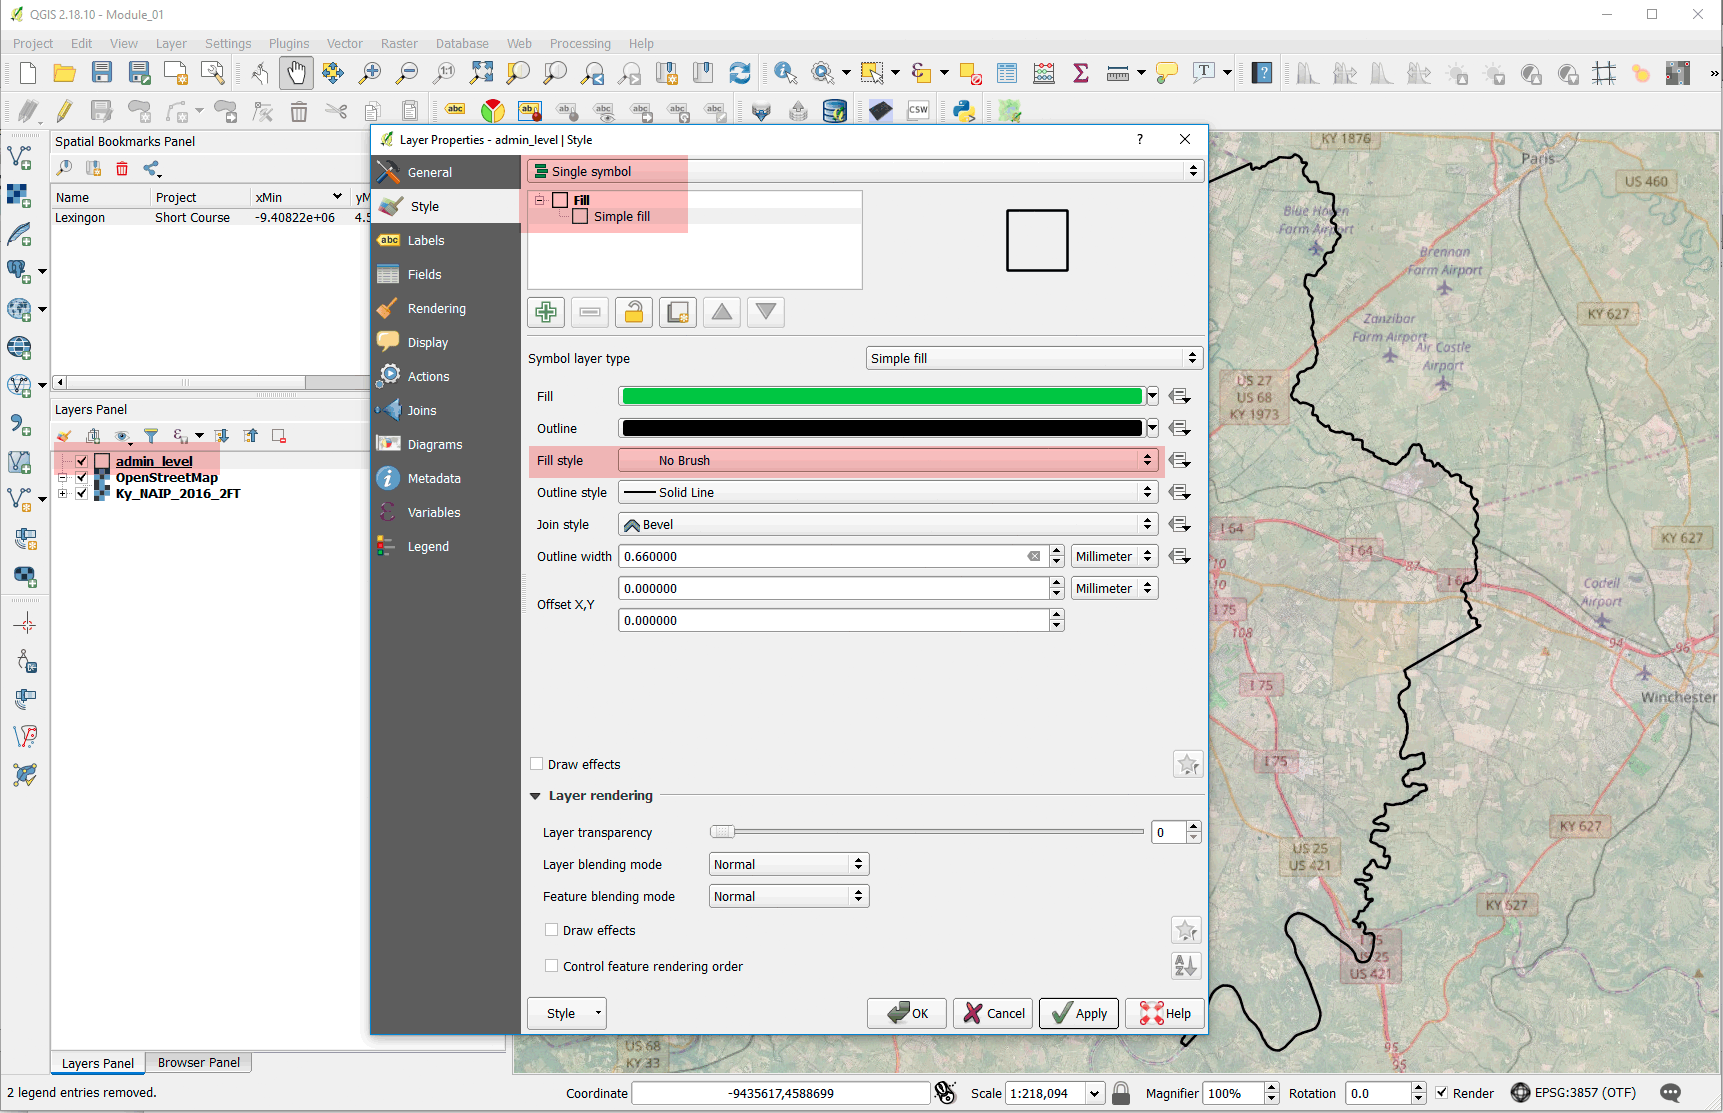 QGIS 2.18.10 - Module_01
Project Edit View Layer Settings Plugins Vector Raster Database Web Processing Help
Spatial Bookmarks Panel
Name Project xMin yM
Lexingon Short Course -9.40822e+06 4.5
Layers Panel
admin_level
OpenStreetMap
Ky_NAIP_2016_2FT
Layers Panel Browser Panel
Layer Properties - admin_level | Style
General
Style
Labels
Fields
Rendering
Display
Actions
Joins
Diagrams
Metadata
Variables
Legend
Single symbol
Fill
Simple fill
Symbol layer type Simple fill
Fill
Outline
Fill style No Brush
Outline style Solid Line
Join style Bevel
Outline width 0.660000 Millimeter
Offset X,Y 0.000000 Millimeter
0.000000
Draw effects
Layer rendering
Layer transparency 0
Layer blending mode Normal
Feature blending mode Normal
Draw effects
Control feature rendering order
Style OK Cancel Apply Help
KY 1876
Paris
US 460
Blue Haven
Farm Airport
Brennan
Farm Airport
KY 627
Zanzibar
Farm Airport
Air Castle
Airport
US 27
US 68
KY 1973
I 64
I 64
87
KY 627
I 64
I 75
108
Codell
Airport
94
96
I 75
Winchester
I 75
KY 627
US 25
US 421
KY 627
I 75
US 25
US 421
US 68
KY 33
95
95
2 legend entries removed.
Coordinate -9435617,4588699 Scale 1:218,094 Magnifier 100% Rotation 0.0 Render EPSG:3857 (OTF)